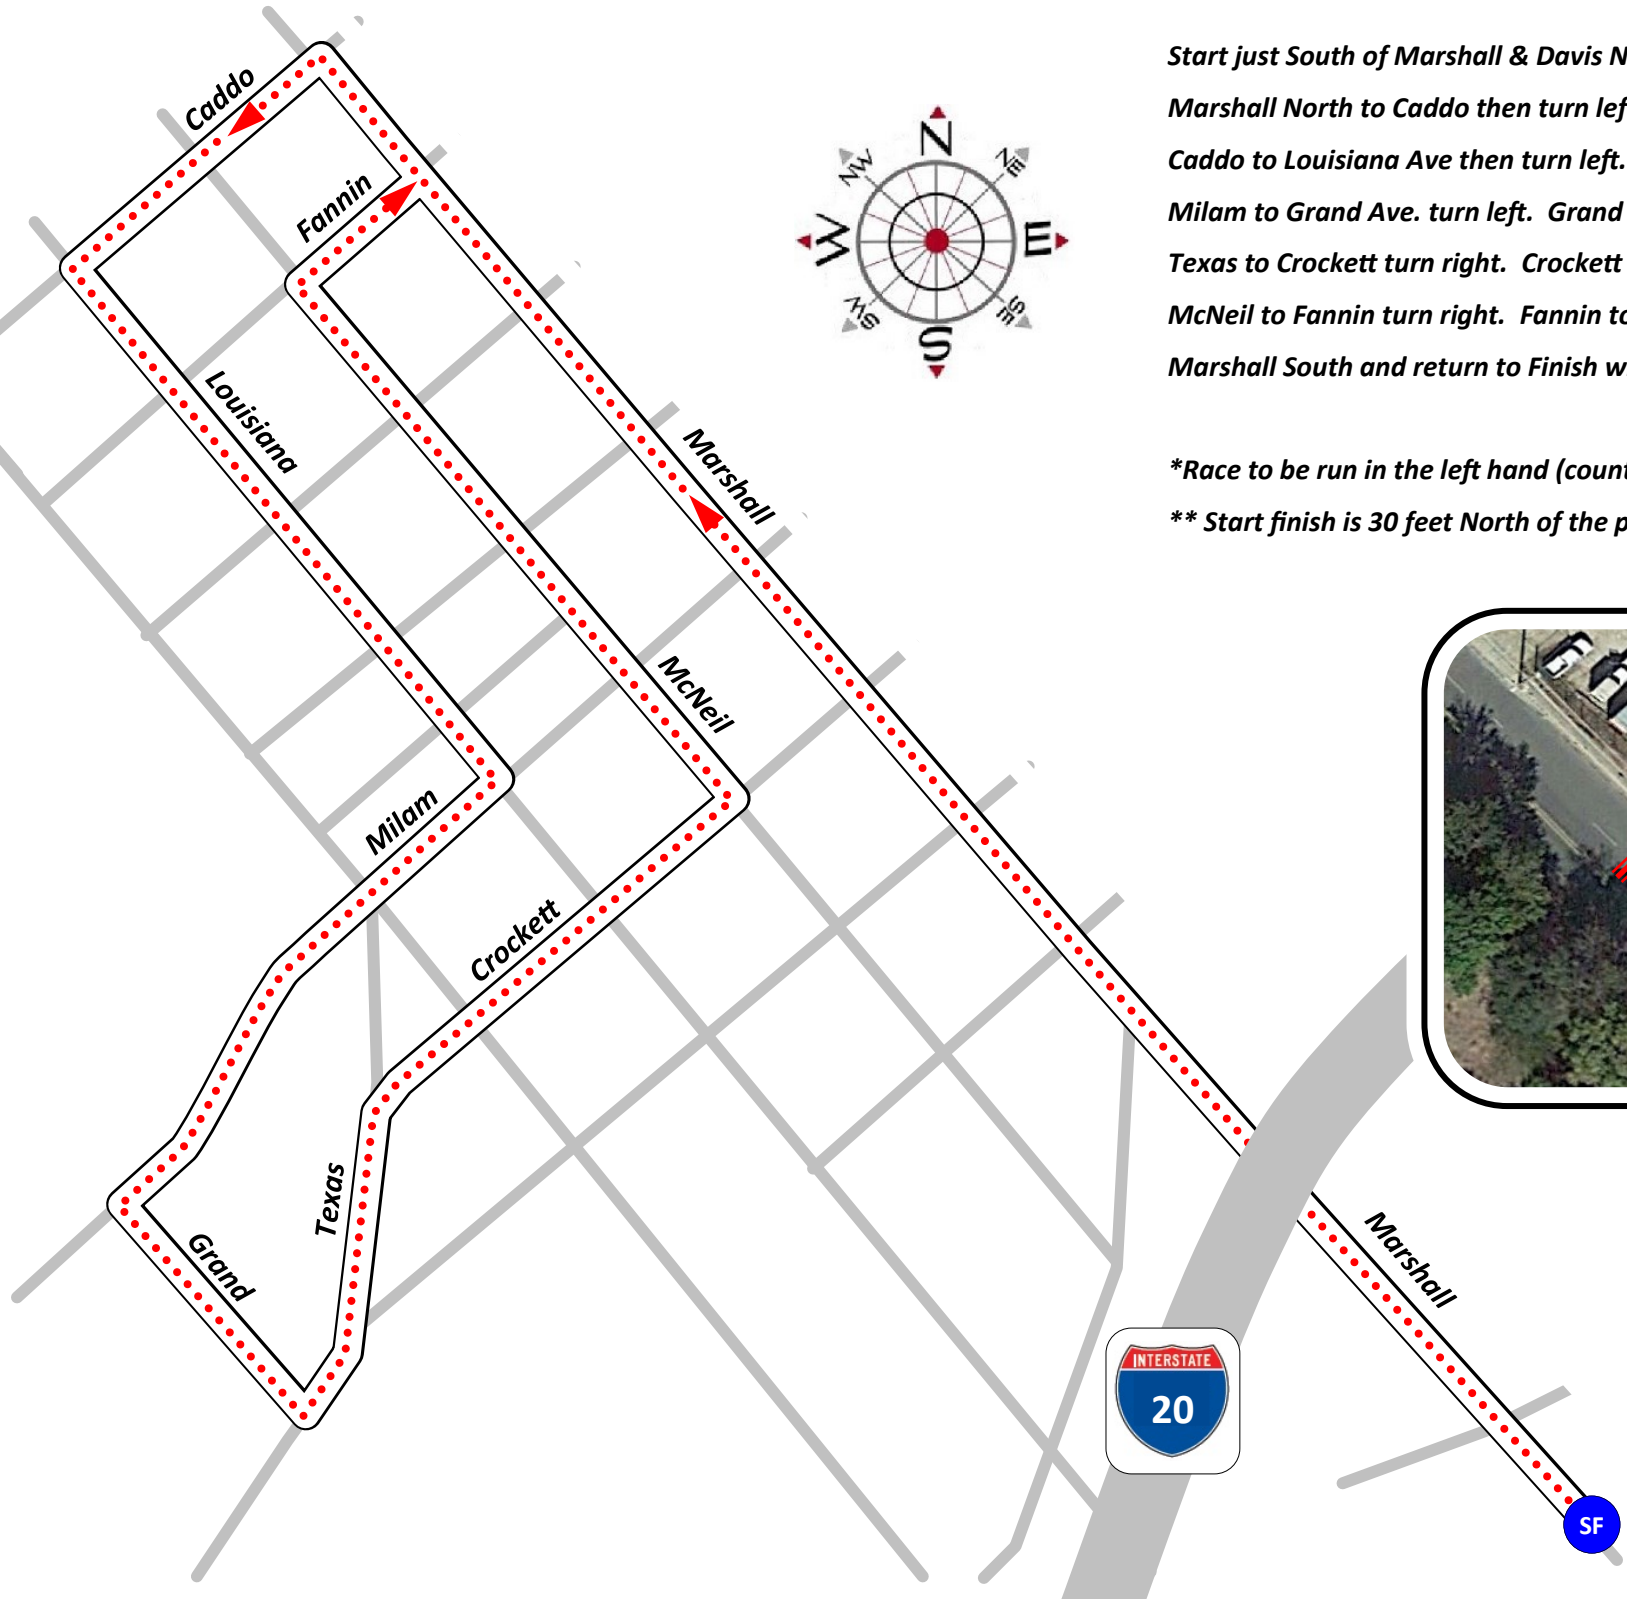 Start just South of Marshall & Davis N
Marshall North to Caddo then turn lef
Caddo to Louisiana Ave then turn left.
Milam to Grand Ave. turn left.  Grand
Texas to Crockett turn right.  Crockett
McNeil to Fannin turn right.  Fannin to
Marshall South and return to Finish w
*Race to be run in the left hand (count
** Start finish is 30 feet North of the p
Caddo
Fannin
Louisiana
Marshall
McNeil
Milam
Crockett
Texas
Grand
Marshall
N
NE
E
SE
S
SW
W
NW
INTERSTATE
20
SF